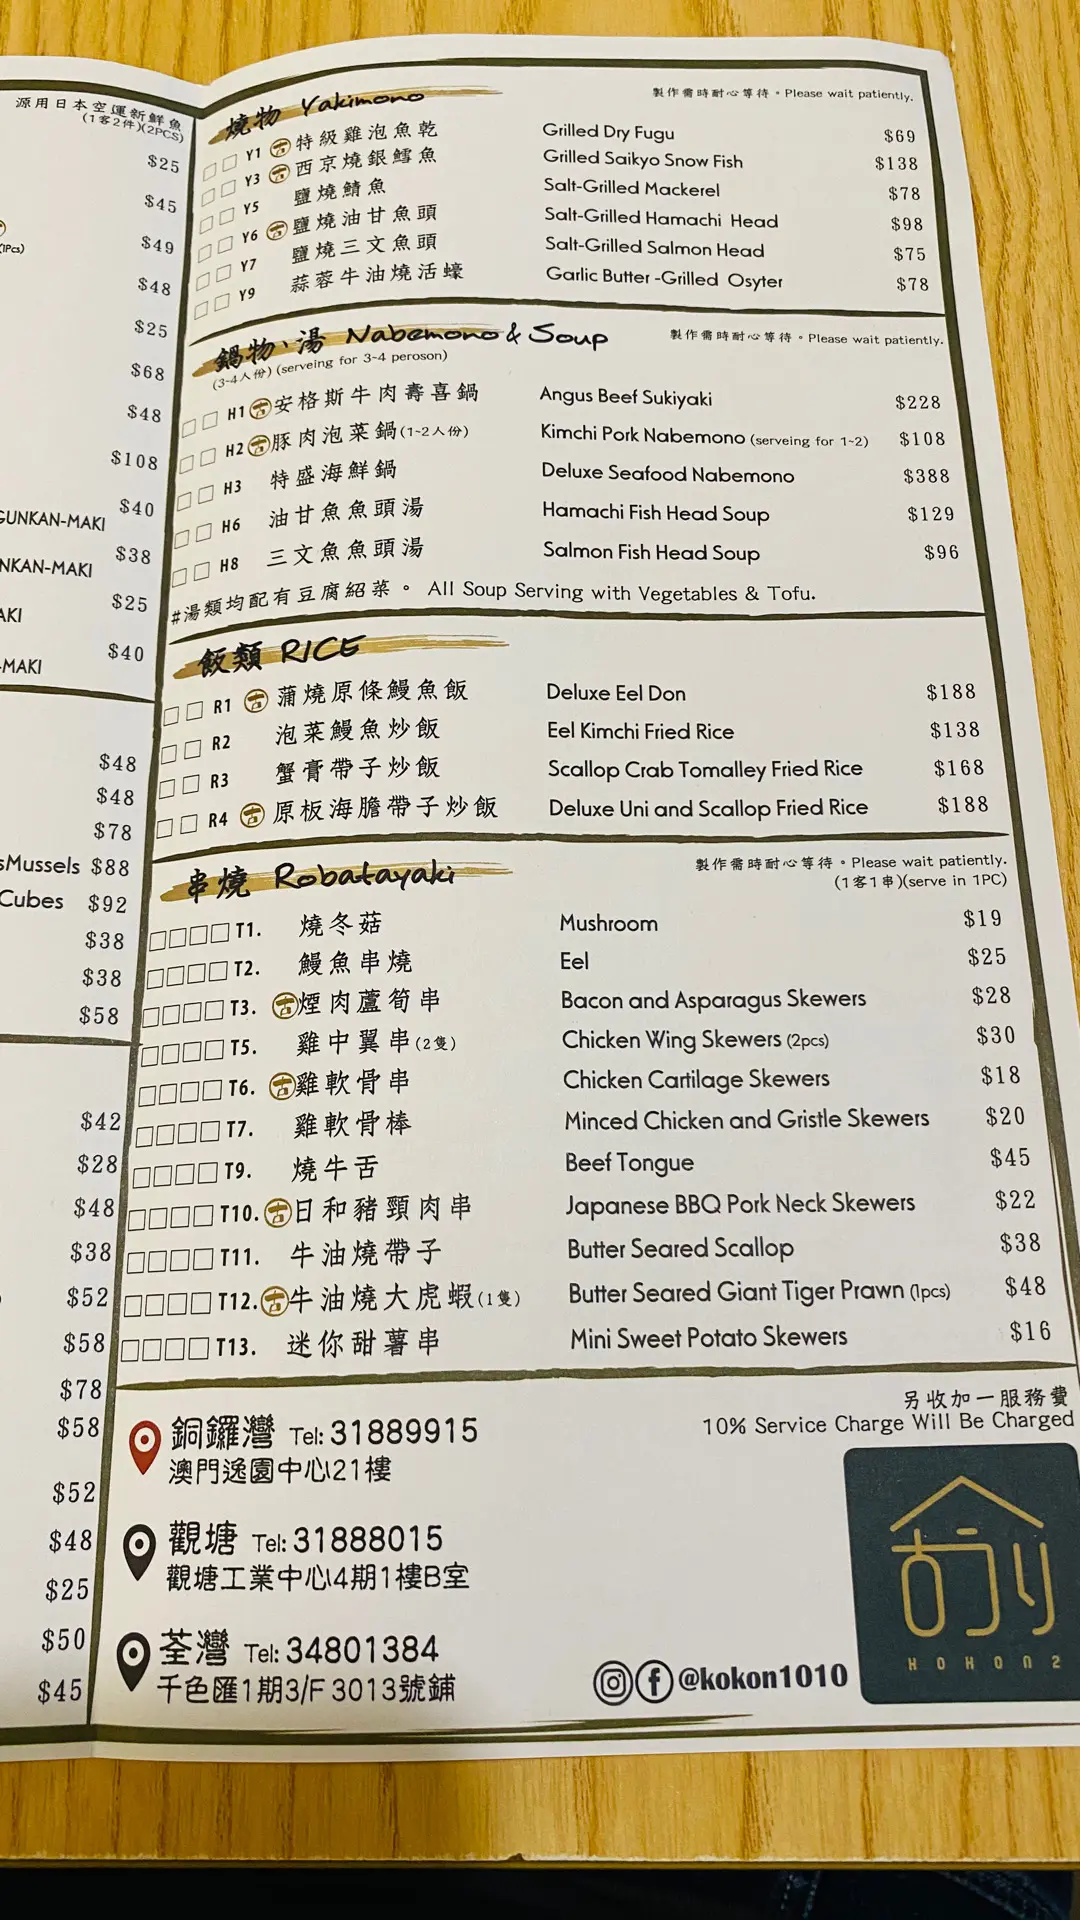 源用日本空運新鮮魚
(1客2件)(2PCS)
$25
$45
(1Pcs)
$49
$48
$25
$68
$48
$108
$40
GUNKAN-MAKI
$38
NKAN-MAKI
$25
AKI
$40
-MAKI
$48
$48
$78
sMussels $88
Cubes $92
$38
$38
$58
$42
$28
$48
$38
$52
$58
$78
$58
$52
$48
$25
$50
$45
燒物 Yakimono
製作需時耐心等待。Please wait patiently.
Y1 古 特級雞泡魚乾 Grilled Dry Fugu $69
Y3 古 西京燒銀鱈魚 Grilled Saikyo Snow Fish $138
Y5 鹽燒鯖魚 Salt-Grilled Mackerel $78
Y6 古 鹽燒油甘魚頭 Salt-Grilled Hamachi Head $98
Y7 鹽燒三文魚頭 Salt-Grilled Salmon Head $75
Y9 蒜蓉牛油燒活蠔 Garlic Butter -Grilled Osyter $78
鍋物、湯 Nabemono & Soup
製作需時耐心等待。Please wait patiently.
(3-4人份) (serveing for 3-4 peroson)
H1 古 安格斯牛肉壽喜鍋 Angus Beef Sukiyaki $228
H2 古 豚肉泡菜鍋(1-2人份) Kimchi Pork Nabemono (serveing for 1-2) $108
H3 特盛海鮮鍋 Deluxe Seafood Nabemono $388
H6 油甘魚魚頭湯 Hamachi Fish Head Soup $129
H8 三文魚魚頭湯 Salmon Fish Head Soup $96
#湯類均配有豆腐紹菜。 All Soup Serving with Vegetables & Tofu.
飯類 RICE
R1 古 蒲燒原條鰻魚飯 Deluxe Eel Don $188
R2 泡菜鰻魚炒飯 Eel Kimchi Fried Rice $138
R3 蟹膏帶子炒飯 Scallop Crab Tomalley Fried Rice $168
R4 古 原板海膽帶子炒飯 Deluxe Uni and Scallop Fried Rice $188
串燒 Robatayaki
製作需時耐心等待。Please wait patiently.
(1客1串)(serve in 1PC)
T1. 燒冬菇 Mushroom $19
T2. 鰻魚串燒 Eel $25
T3. 古 煙肉蘆筍串 Bacon and Asparagus Skewers $28
T5. 雞中翼串(2隻) Chicken Wing Skewers (2pcs) $30
T6. 古 雞軟骨串 Chicken Cartilage Skewers $18
T7. 雞軟骨棒 Minced Chicken and Gristle Skewers $20
T9. 燒牛舌 Beef Tongue $45
T10. 古 日和豬頸肉串 Japanese BBQ Pork Neck Skewers $22
T11. 牛油燒帶子 Butter Seared Scallop $38
T12. 古 牛油燒大虎蝦(1隻) Butter Seared Giant Tiger Prawn (1pcs) $48
T13. 迷你甜薯串 Mini Sweet Potato Skewers $16
另收加一服務費
10% Service Charge Will Be Charged
銅鑼灣 Tel: 31889915
澳門逸園中心21樓
觀塘 Tel: 31888015
觀塘工業中心4期1樓B室
荃灣 Tel: 34801384
千色匯1期3/F 3013號鋪
@kokon1010
KOKON2